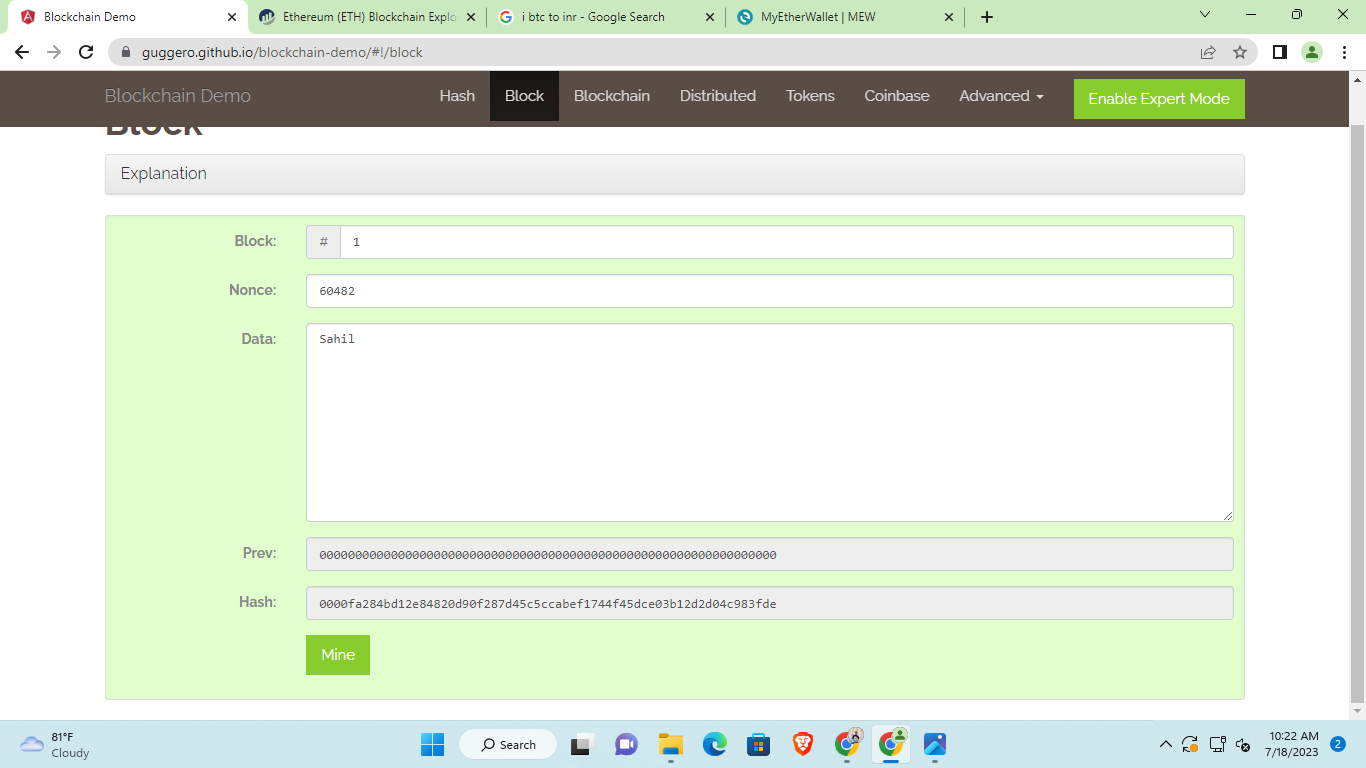 Blockchain Demo
Ethereum (ETH) Blockchain Explo
i btc to inr - Google Search
MyEtherWallet | MEW
guggero.github.io/blockchain-demo/#!/block
Blockchain Demo Hash Block Blockchain Distributed Tokens Coinbase Advanced Enable Expert Mode
Block
Explanation
Block: # 1
Nonce: 60482
Data: Sahil
Prev: 0000000000000000000000000000000000000000000000000000000000000000
Hash: 0000fa284bd12e84820d90f287d45c5ccabef1744f45dce03b12d2d04c983fde
Mine
81°F
Cloudy
Search
10:22 AM
7/18/2023
2